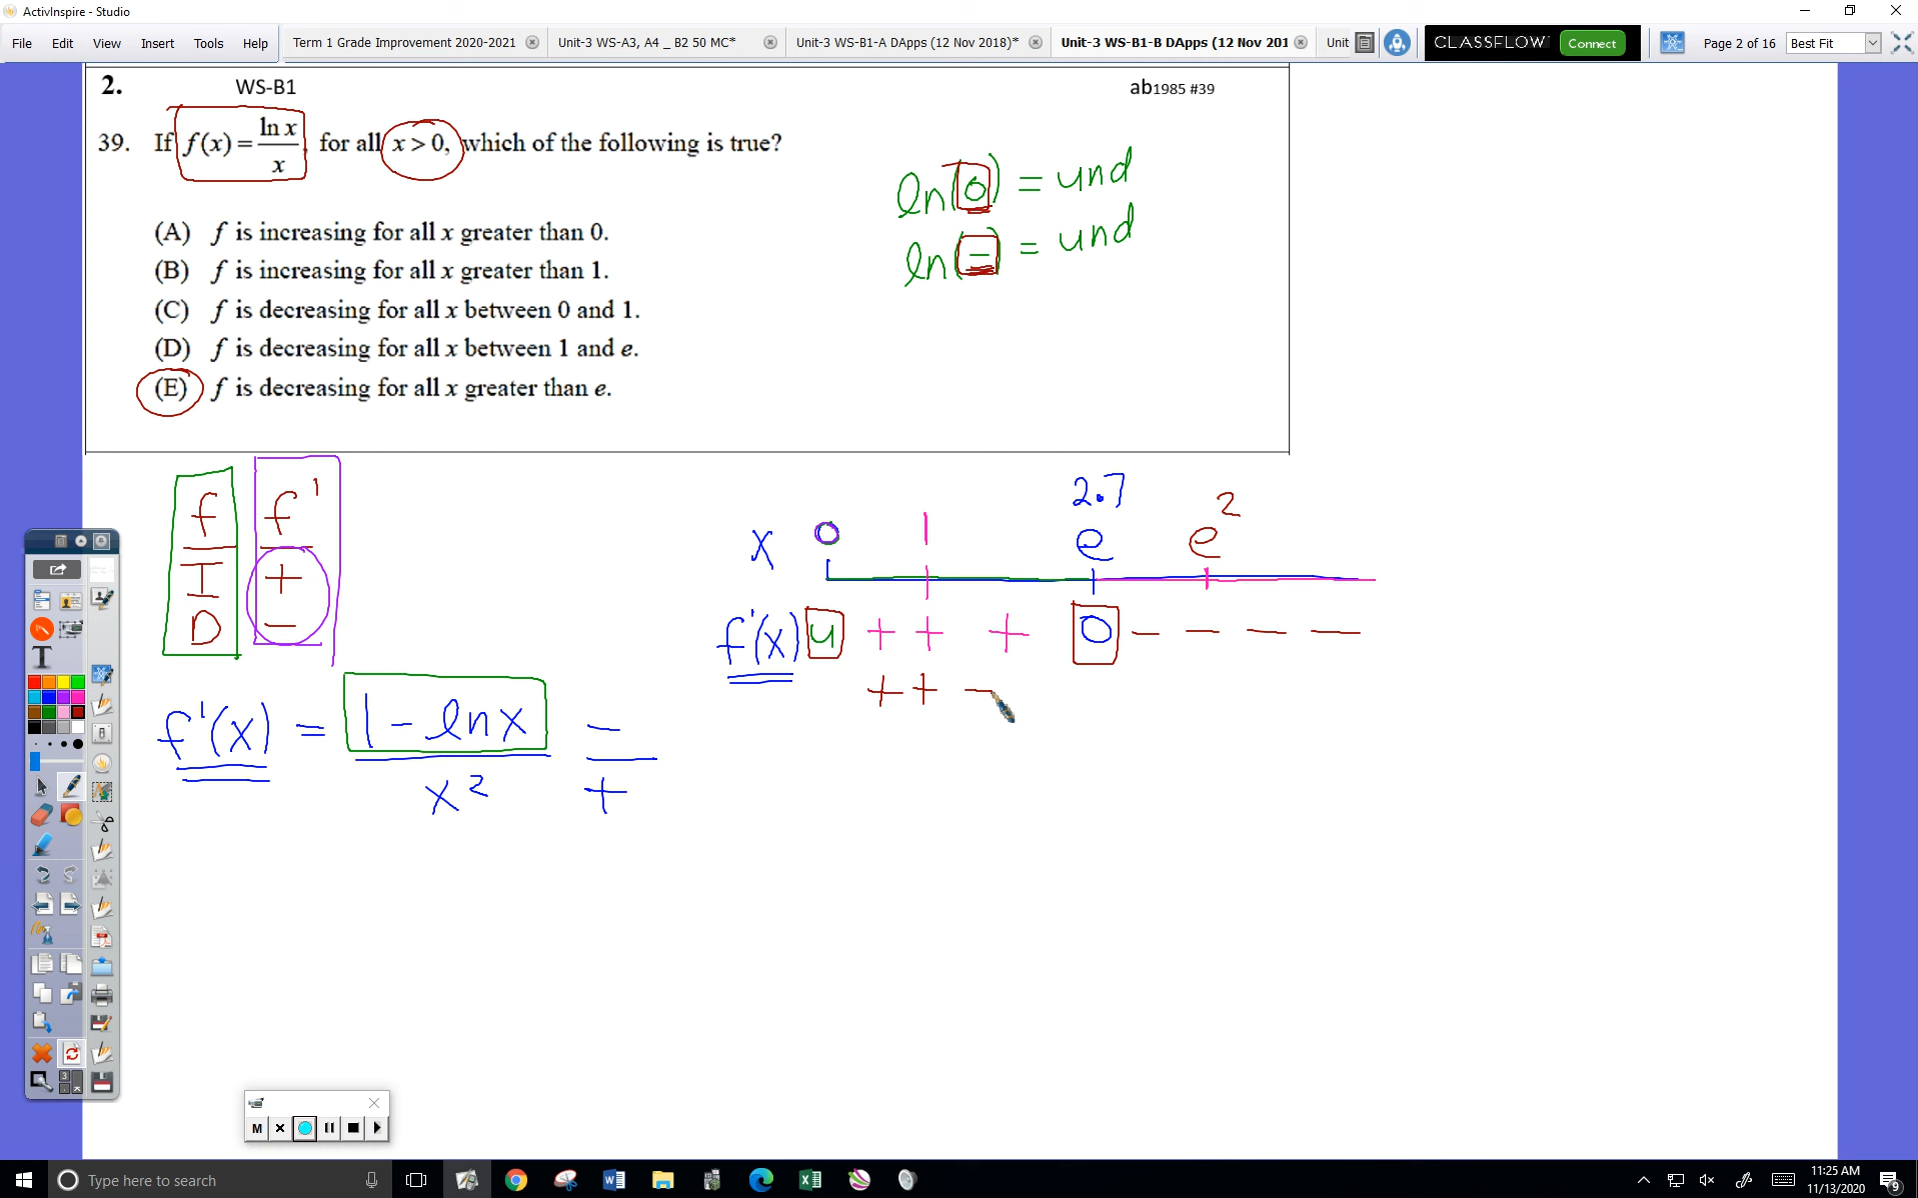 ActivInspire - Studio
File Edit View Insert Tools Help Term 1 Grade Improvement 2020-2021 Unit-3 WS-A3, A4 _ B2 50 MC* Unit-3 WS-B1-A DApps (12 Nov 2018)* Unit-3 WS-B1-B DApps (12 Nov 201 Unit CLASSFLOW Connect Page 2 of 16 Best Fit
2. WS-B1 ab1985 #39
39. If f(x) = ln x / x for all x > 0, which of the following is true?
ln(0) = und
ln(-) = und
(A) f is increasing for all x greater than 0.
(B) f is increasing for all x greater than 1.
(C) f is decreasing for all x between 0 and 1.
(D) f is decreasing for all x between 1 and e.
(E) f is decreasing for all x greater than e.
f f'
I +
D −
2.7
x 0 1 e e²
f'(x) u + + + 0 − − − −
+ + −
f'(x) = 1 - ln x / x² − / +
T
3
M
Type here to search
11:25 AM
11/13/2020
9